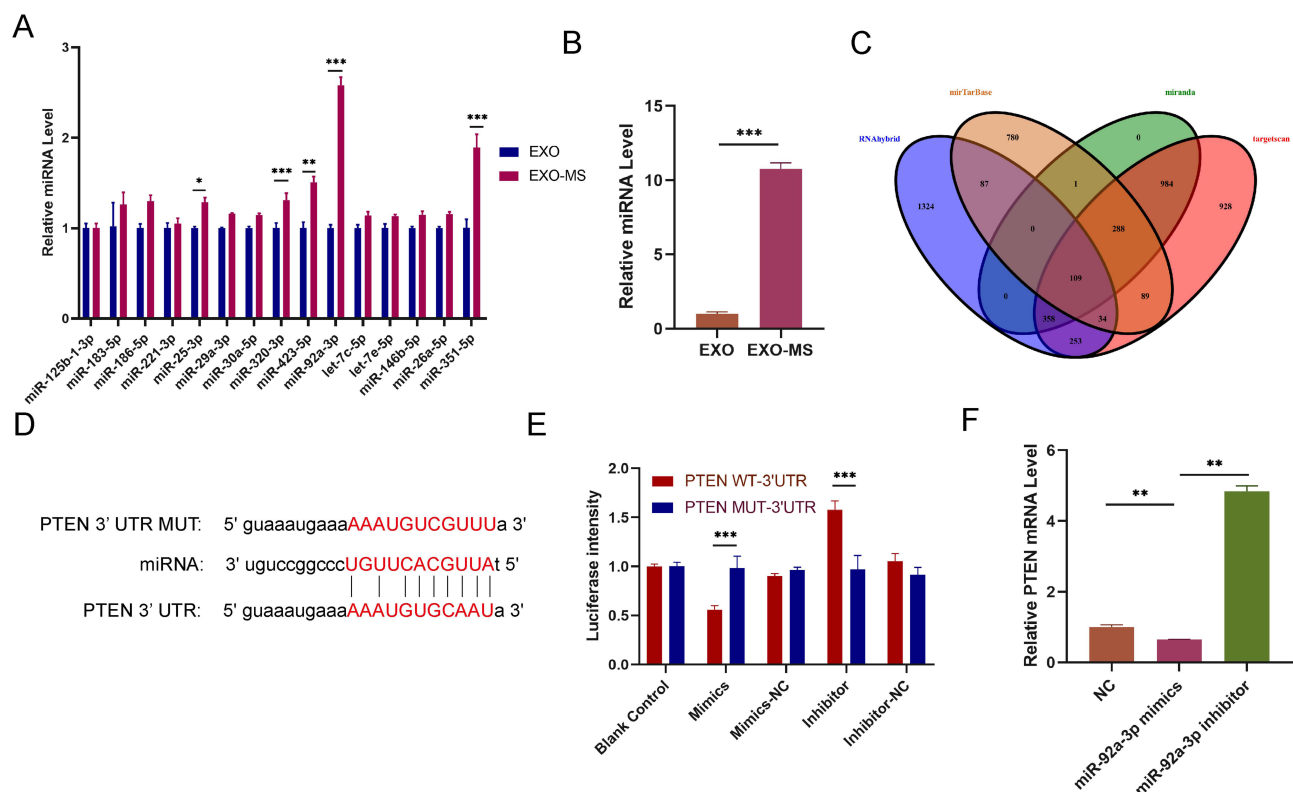 A
Relative miRNA Level
3
2
1
0
*
***
**
***
***
EXO
EXO-MS
miR-125b-1-3p
miR-183-5p
miR-186-5p
miR-221-3p
miR-25-3p
miR-29a-3p
miR-30a-5p
miR-320-3p
miR-423-5p
miR-92a-3p
let-7c-5p
let-7e-5p
miR-146b-5p
miR-26a-5p
miR-351-5p
B
Relative miRNA Level
15
10
5
0
***
EXO
EXO-MS
C
mirTarBase
miranda
RNAhybrid
targetscan
780
0
87
1
984
1324
928
0
288
109
0
89
358
34
253
D
PTEN 3' UTR MUT: 5' guaaaugaaaAAAUGUCGUUUa 3'
miRNA: 3' uguccggcccUGUUCACGUUAt 5'
PTEN 3' UTR: 5' guaaaugaaaAAAUGUGCAAUa 3'
E
Luciferase intensity
2.0
1.5
1.0
0.5
0.0
PTEN WT-3'UTR
PTEN MUT-3'UTR
***
***
Blank Control
Mimics
Mimics-NC
Inhibitor
Inhibitor-NC
F
Relative PTEN mRNA Level
6
4
2
0
**
**
NC
miR-92a-3p mimics
miR-92a-3p inhibitor